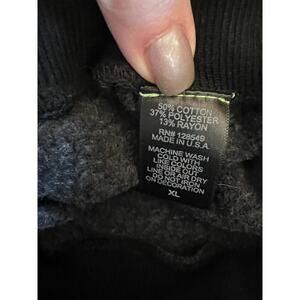 50% COTTON
37% POLYESTER
13% RAYON
RN# 128549
MADE IN U.S.A.
MACHINE WASH
COLD WITH
LIKE COLORS
INSIDE OUT
LINE OR AIR DRY
DO NOT IRON
ON DECORATION
XL